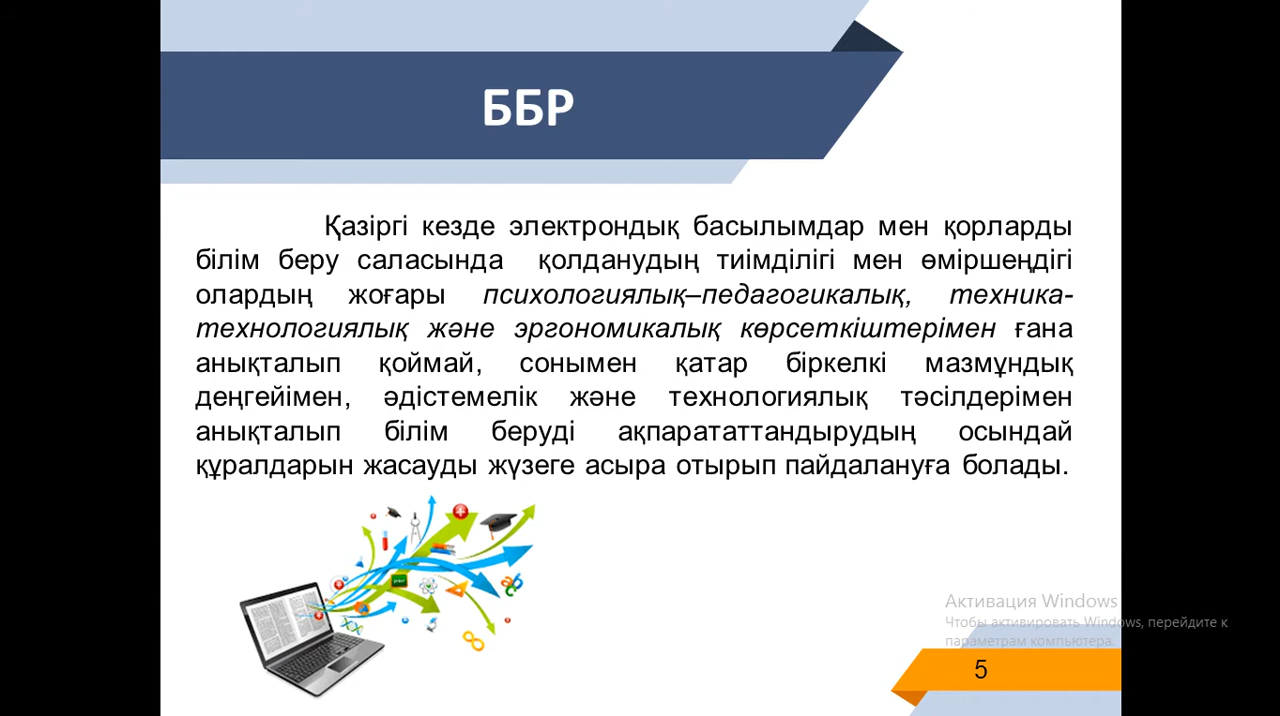 ББР
Қазіргі кезде электрондық басылымдар мен қорларды
білім беру саласында қолданудың тиімділігі мен өміршеңдігі
олардың жоғары психологиялық–педагогикалық, техника-
технологиялық және эргономикалық көрсеткіштерімен ғана
анықталып қоймай, сонымен қатар біркелкі мазмұндық
деңгейімен, әдістемелік және технологиялық тәсілдерімен
анықталып білім беруді ақпарататтандырудың осындай
құралдарын жасауды жүзеге асыра отырып пайдалануға болады.
Активация Windows
Чтобы активировать Windows, перейдите к
параметрам компьютера.
5